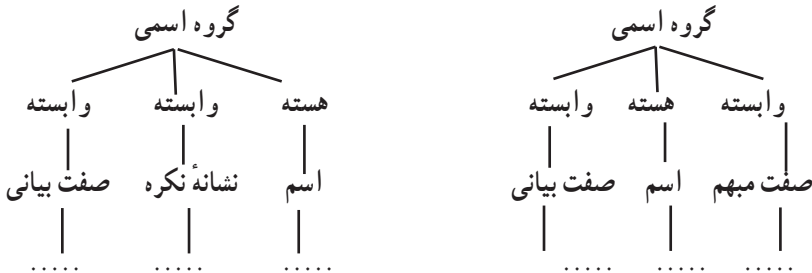 گروه اسمی
وابسته هسته وابسته
صفت مبهم اسم صفت بیانی
..... ..... .....
گروه اسمی
هسته وابسته وابسته
اسم نشانهٔ نکره صفت بیانی
..... ..... .....